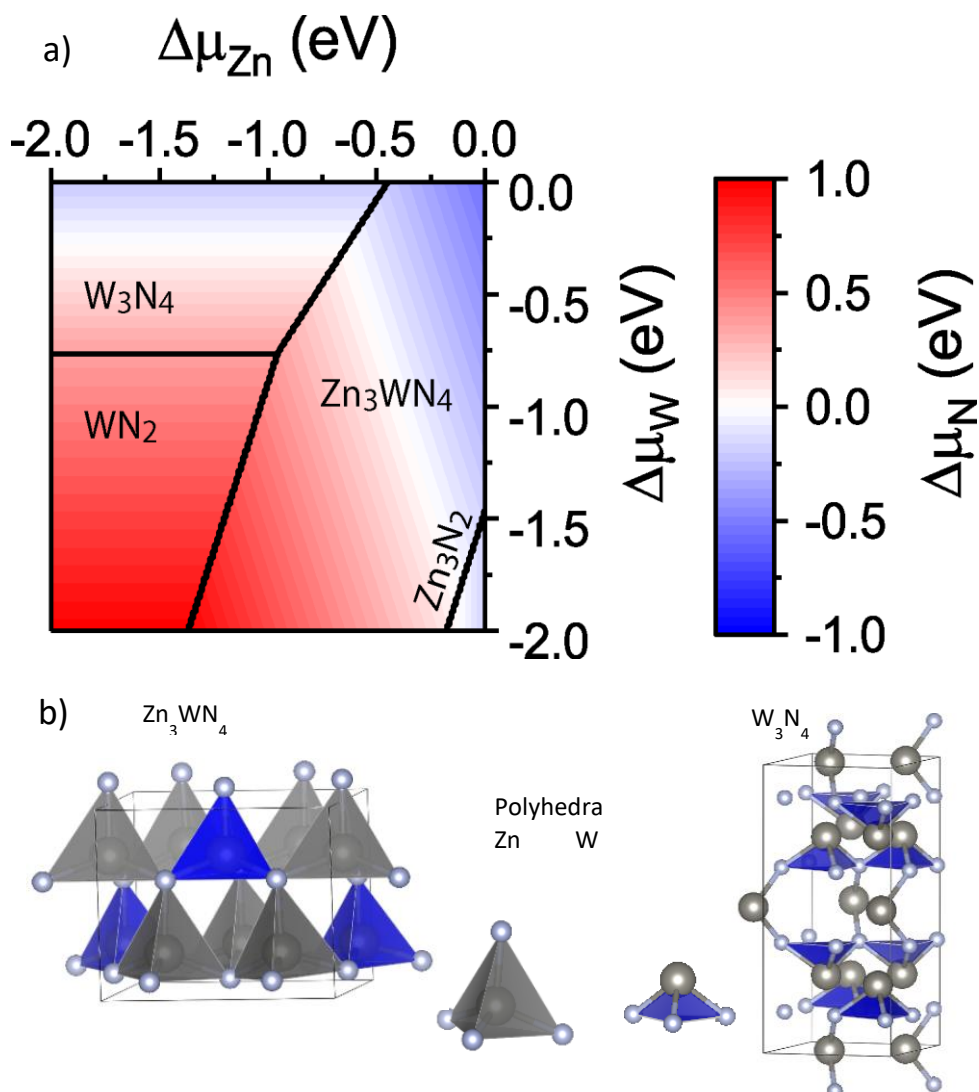 a)
Δμ_Zn (eV)
-2.0 -1.5 -1.0 -0.5 0.0
0.0
-0.5
-1.0
-1.5
-2.0
Δμ_W (eV)
W₃N₄
WN₂
Zn₃WN₄
Zn₃N₂
1.0
0.5
0.0
-0.5
-1.0
Δμ_N (eV)
b)
Zn₃WN₄
Polyhedra
Zn W
W₃N₄